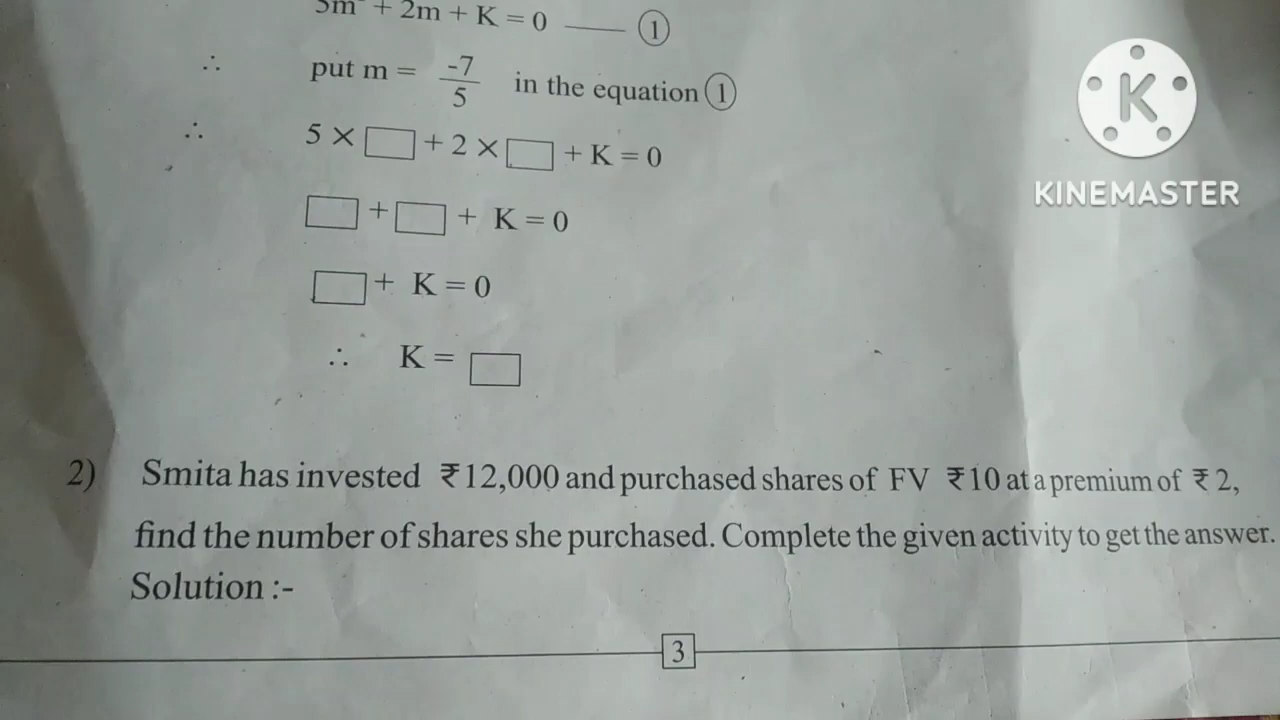 5m² + 2m + K = 0 —— ①
∴ put m = -7/5 in the equation ①
∴ 5 × □ + 2 × □ + K = 0
□ + □ + K = 0
□ + K = 0
∴ K = □
2) Smita has invested ₹12,000 and purchased shares of FV ₹10 at a premium of ₹2,
find the number of shares she purchased. Complete the given activity to get the answer.
Solution :-
3
K
KINEMASTER